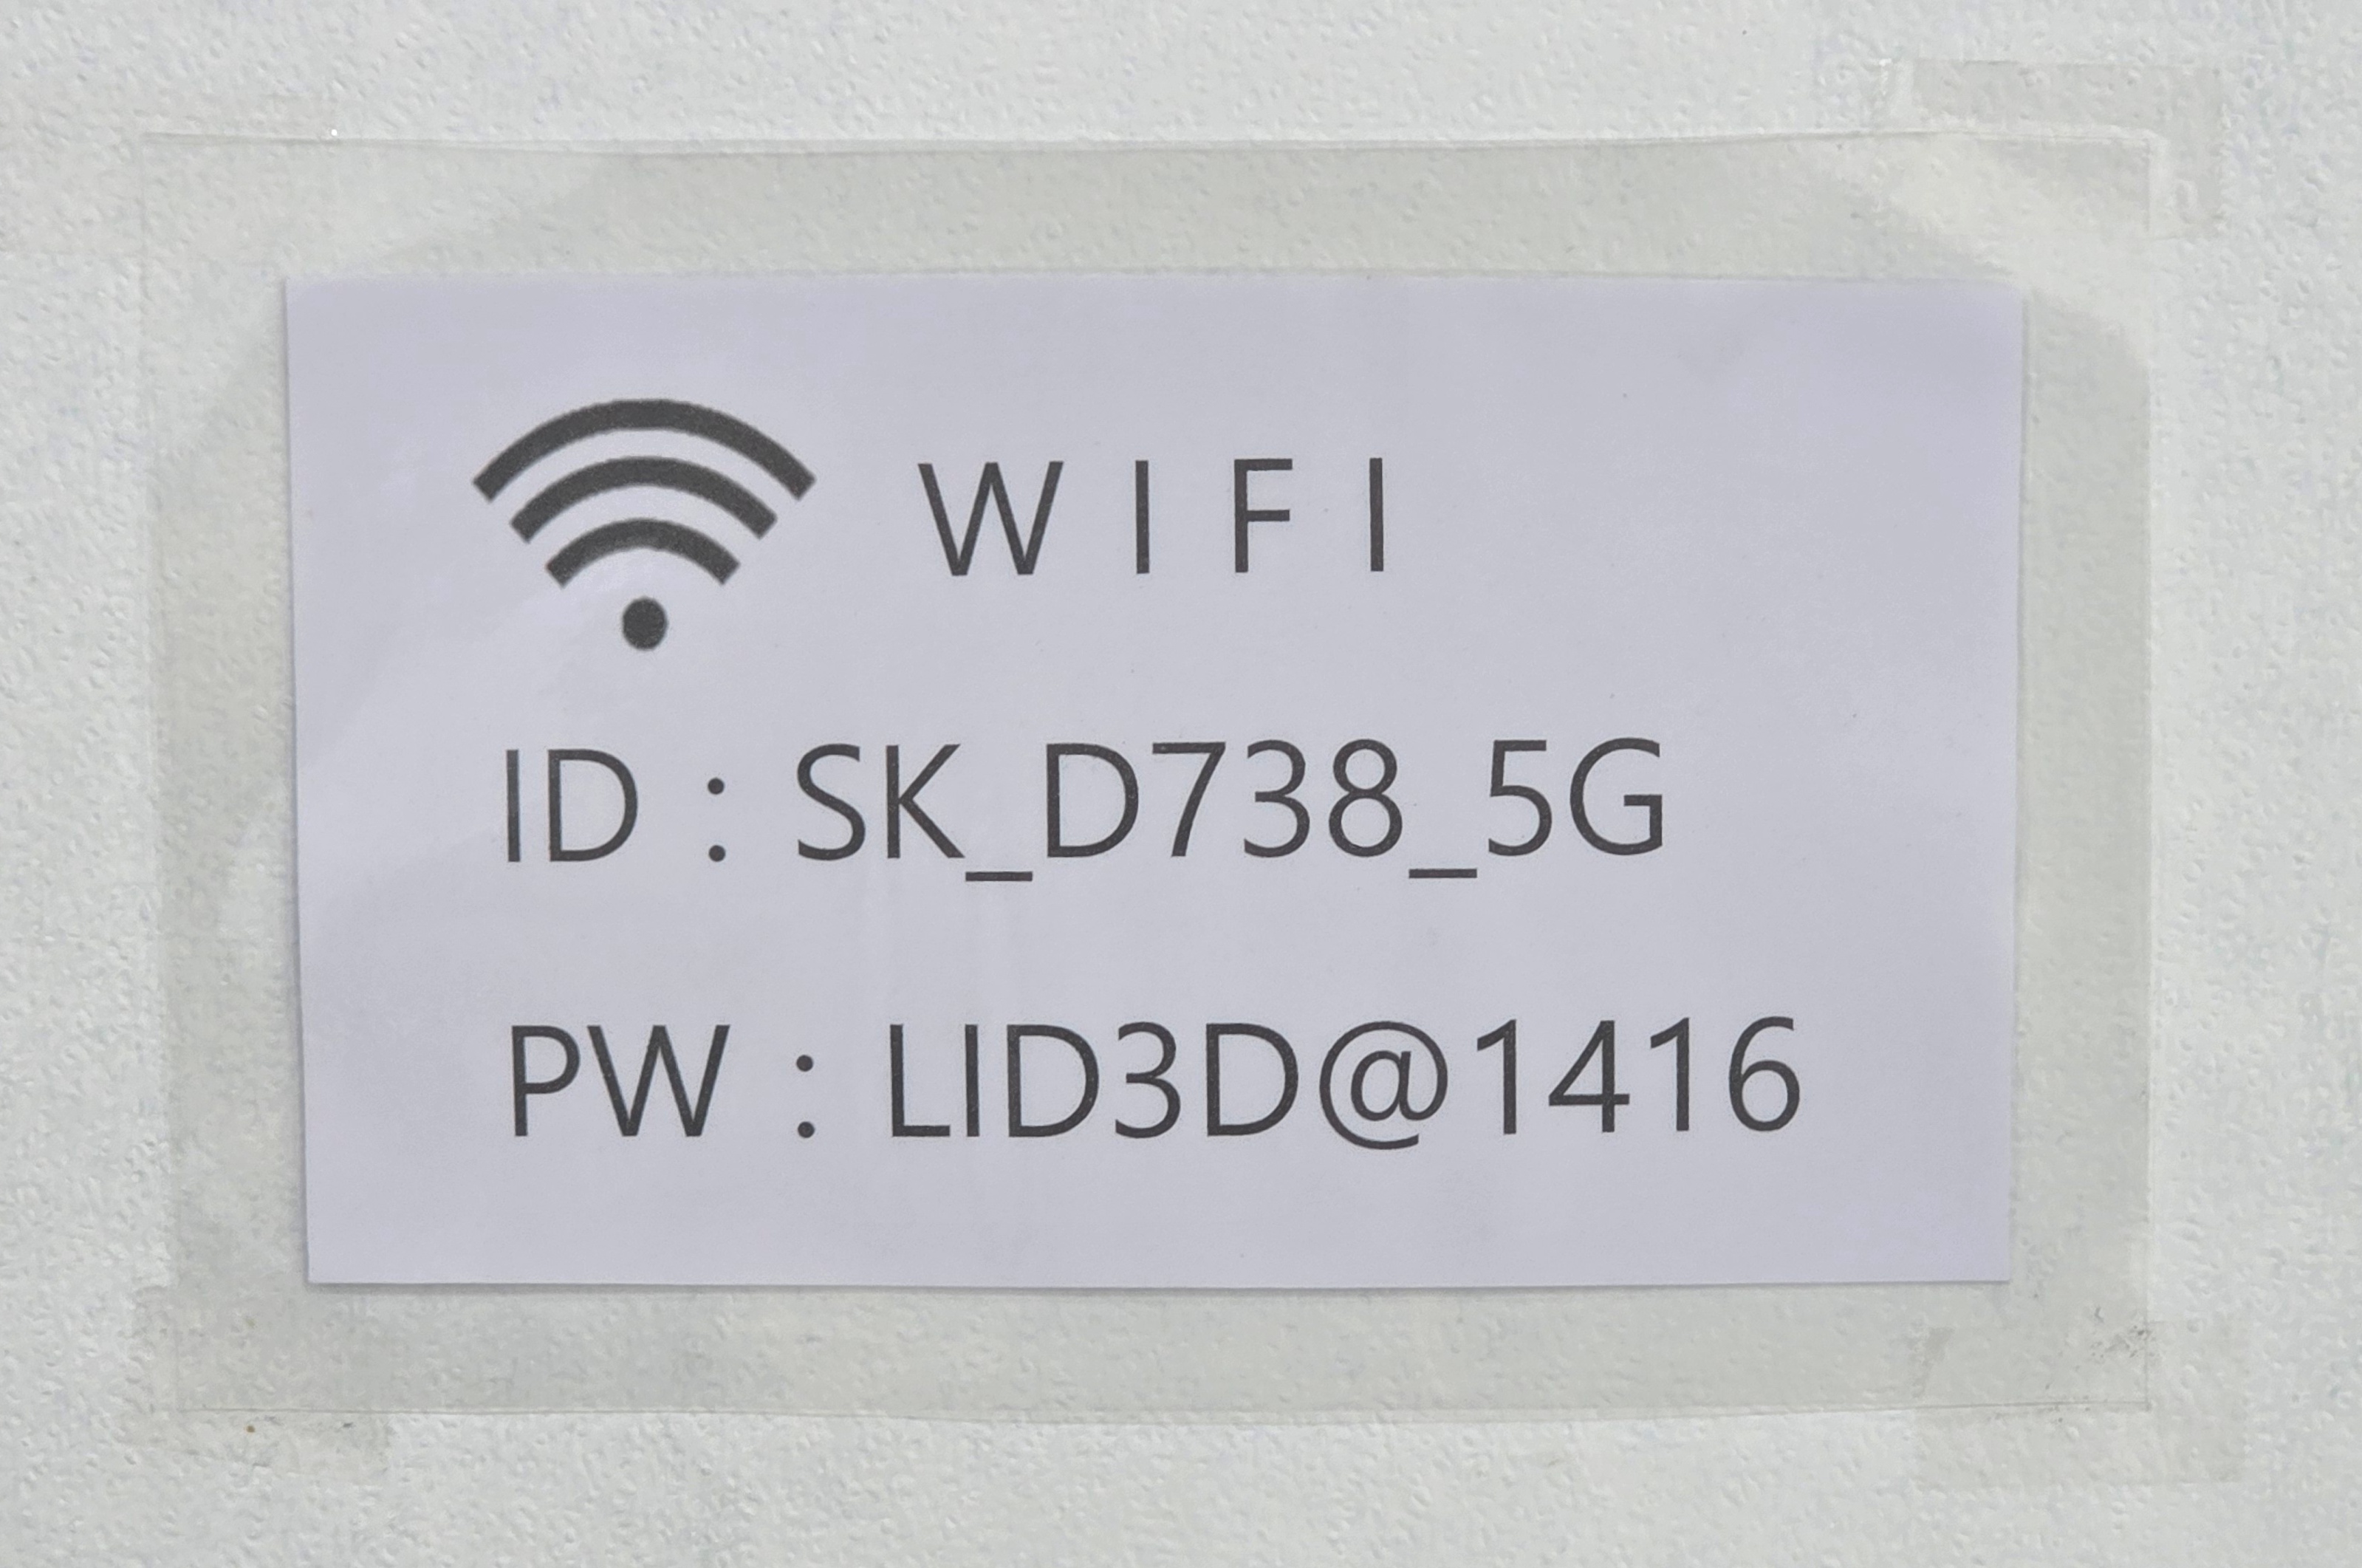 WIFI
ID : SK_D738_5G
PW : LID3D@1416